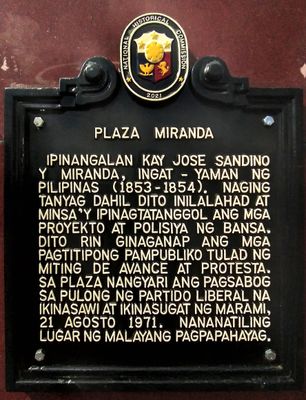 NATIONAL HISTORICAL COMMISSION
2021
PLAZA MIRANDA
IPINANGALAN KAY JOSE SANDINO
Y MIRANDA, INGAT - YAMAN NG
PILIPINAS (1853-1854). NAGING
TANYAG DAHIL DITO INILALAHAD AT
MINSA'Y IPINAGTATANGGOL ANG MGA
PROYEKTO AT POLISIYA NG BANSA.
DITO RIN GINAGANAP ANG MGA
PAGTITIPONG PAMPUBLIKO TULAD NG
MITING DE AVANCE AT PROTESTA.
SA PLAZA NANGYARI ANG PAGSABOG
SA PULONG NG PARTIDO LIBERAL NA
IKINASAWI AT IKINASUGAT NG MARAMI,
21 AGOSTO 1971. NANANATILING
LUGAR NG MALAYANG PAGPAPAHAYAG.